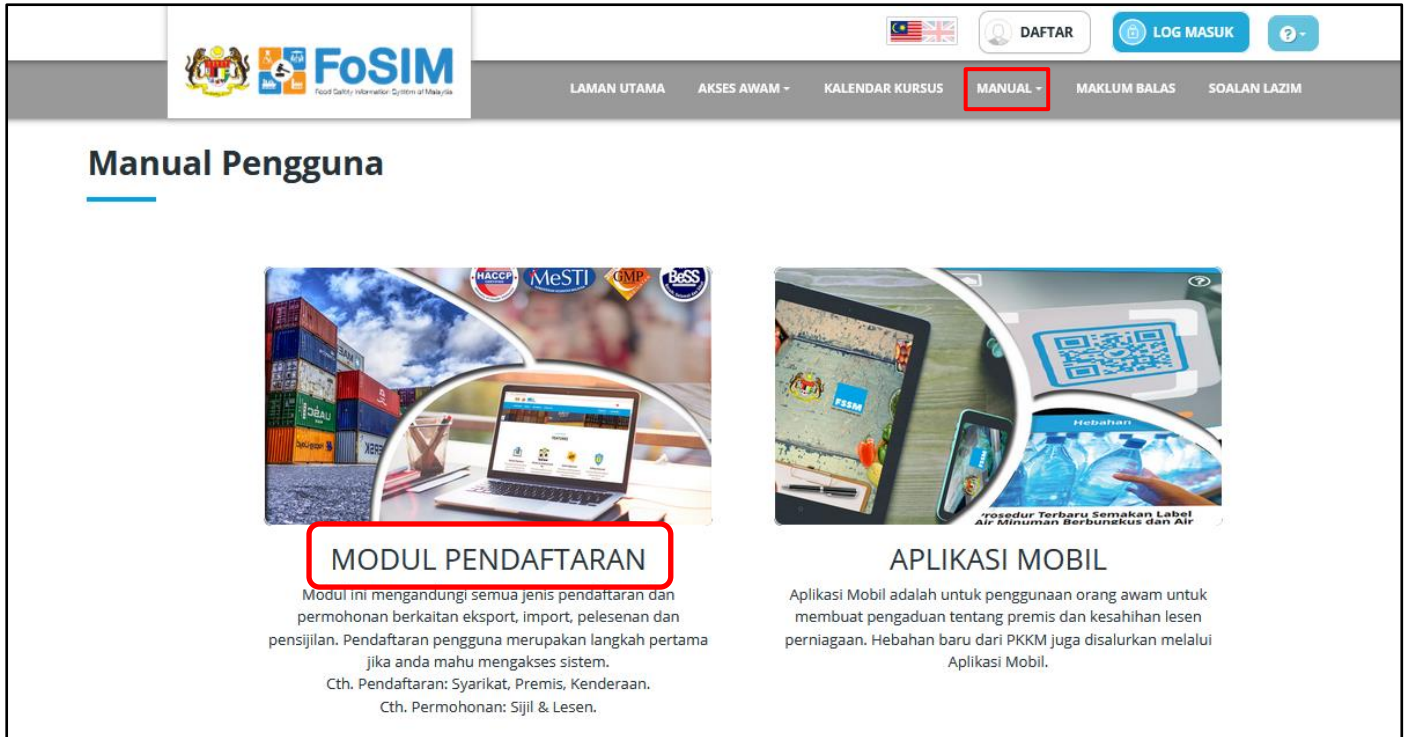 DAFTAR
LOG MASUK
?
FoSIM
Food Safety Information System of Malaysia
LAMAN UTAMA AKSES AWAM KALENDAR KURSUS MANUAL MAKLUM BALAS SOALAN LAZIM
Manual Pengguna
HACCP MeSTI GMP BeSS
FEATURES
UASC
FSSM
?
Hebahan
rosedur Terbaru Semakan Label
Air Minuman Berbungkus dan Air
MODUL PENDAFTARAN
Modul ini mengandungi semua jenis pendaftaran dan
permohonan berkaitan eksport, import, pelesenan dan
pensijilan. Pendaftaran pengguna merupakan langkah pertama
jika anda mahu mengakses sistem.
Cth. Pendaftaran: Syarikat, Premis, Kenderaan.
Cth. Permohonan: Sijil & Lesen.
APLIKASI MOBIL
Aplikasi Mobil adalah untuk penggunaan orang awam untuk
membuat pengaduan tentang premis dan kesahihan lesen
perniagaan. Hebahan baru dari PKKM juga disalurkan melalui
Aplikasi Mobil.